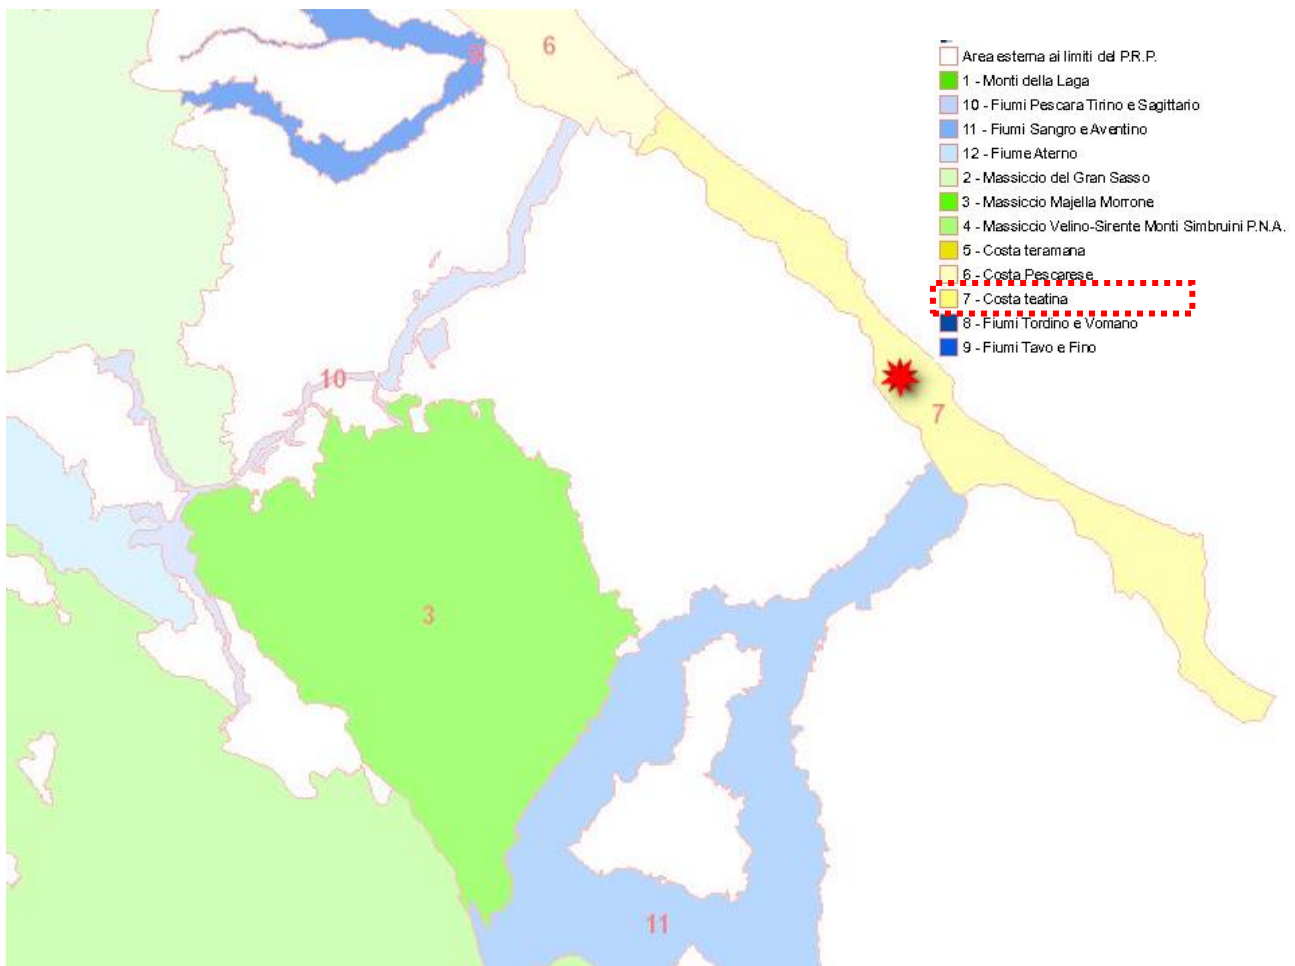 Area esterna ai limiti del P.R.P.
1 - Monti della Laga
10 - Fiumi Pescara Tirino e Sagittario
11 - Fiumi Sangro e Aventino
12 - Fiume Aterno
2 - Massiccio del Gran Sasso
3 - Massiccio Majella Morrone
4 - Massiccio Velino-Sirente Monti Simbruini P.N.A.
5 - Costa teramana
6 - Costa Pescarese
7 - Costa teatina
8 - Fiumi Tordino e Vomano
9 - Fiumi Tavo e Fino
6
9
10
7
3
11